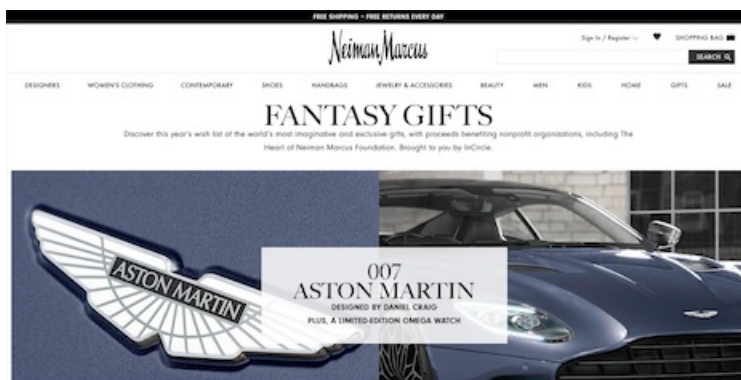 FREE SHIPPING + FREE RETURNS EVERY DAY
Neiman Marcus
Sign In / Register
SHOPPING BAG
SEARCH
DESIGNERS WOMEN'S CLOTHING CONTEMPORARY SHOES HANDBAGS JEWELRY & ACCESSORIES BEAUTY MEN KIDS HOME GIFTS SALE
FANTASY GIFTS
Discover this year's wish list of the world's most imaginative and exclusive gifts, with proceeds benefiting nonprofit organizations, including The
Heart of Neiman Marcus Foundation. Brought to you by InCircle.
ASTON MARTIN
007
ASTON MARTIN
DESIGNED BY DANIEL CRAIG
PLUS, A LIMITED-EDITION OMEGA WATCH